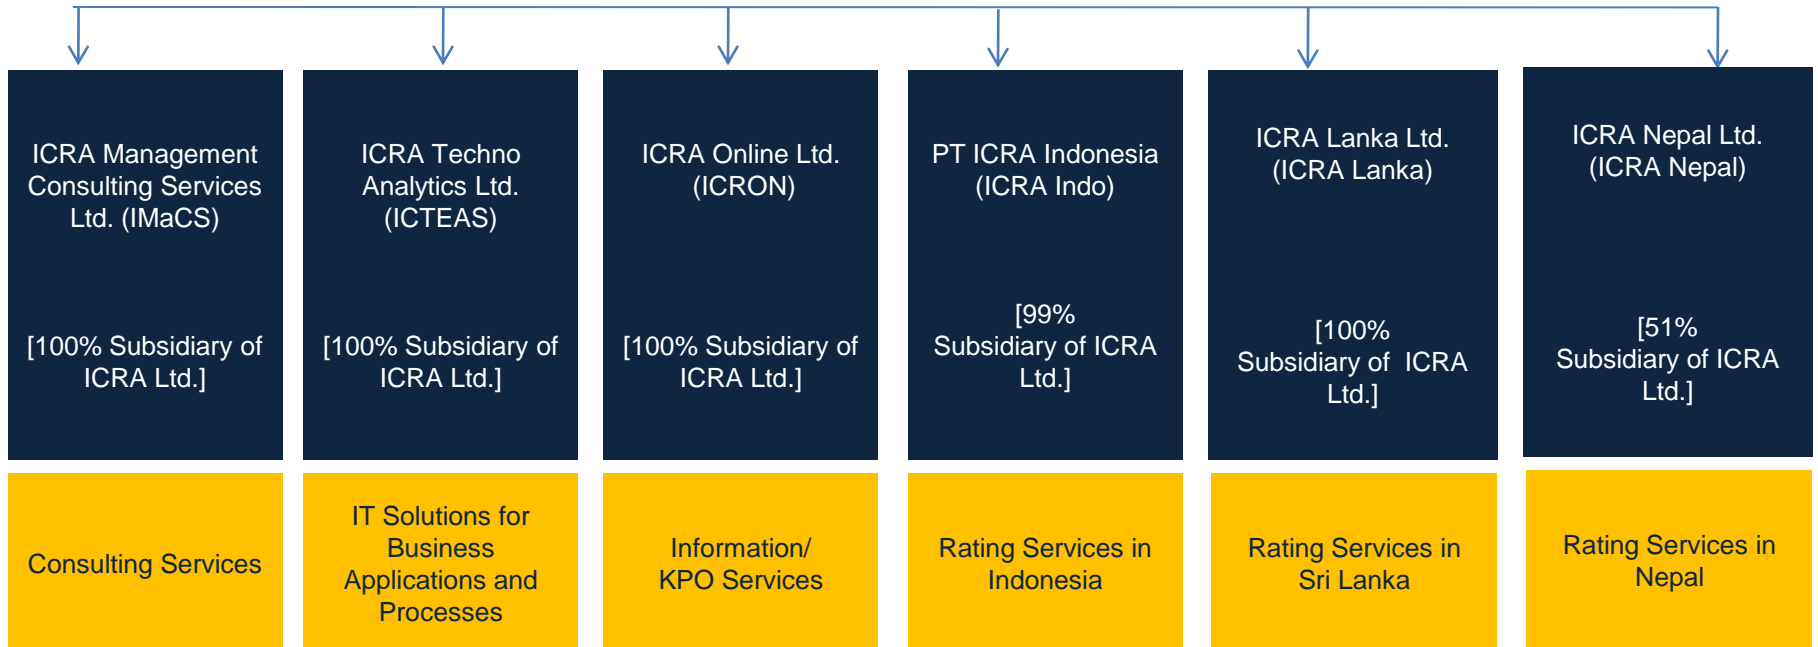 ICRA Management
Consulting Services
Ltd. (IMaCS)
[100% Subsidiary of
ICRA Ltd.]
ICRA Techno
Analytics Ltd.
(ICTEAS)
[100% Subsidiary of
ICRA Ltd.]
ICRA Online Ltd.
(ICRON)
[100% Subsidiary of
ICRA Ltd.]
PT ICRA Indonesia
(ICRA Indo)
[99%
Subsidiary of ICRA
Ltd.]
ICRA Lanka Ltd.
(ICRA Lanka)
[100%
Subsidiary of  ICRA
Ltd.]
ICRA Nepal Ltd.
(ICRA Nepal)
[51%
Subsidiary of ICRA
Ltd.]
Consulting Services
IT Solutions for
Business
Applications and
Processes
Information/
KPO Services
Rating Services in
Indonesia
Rating Services in
Sri Lanka
Rating Services in
Nepal